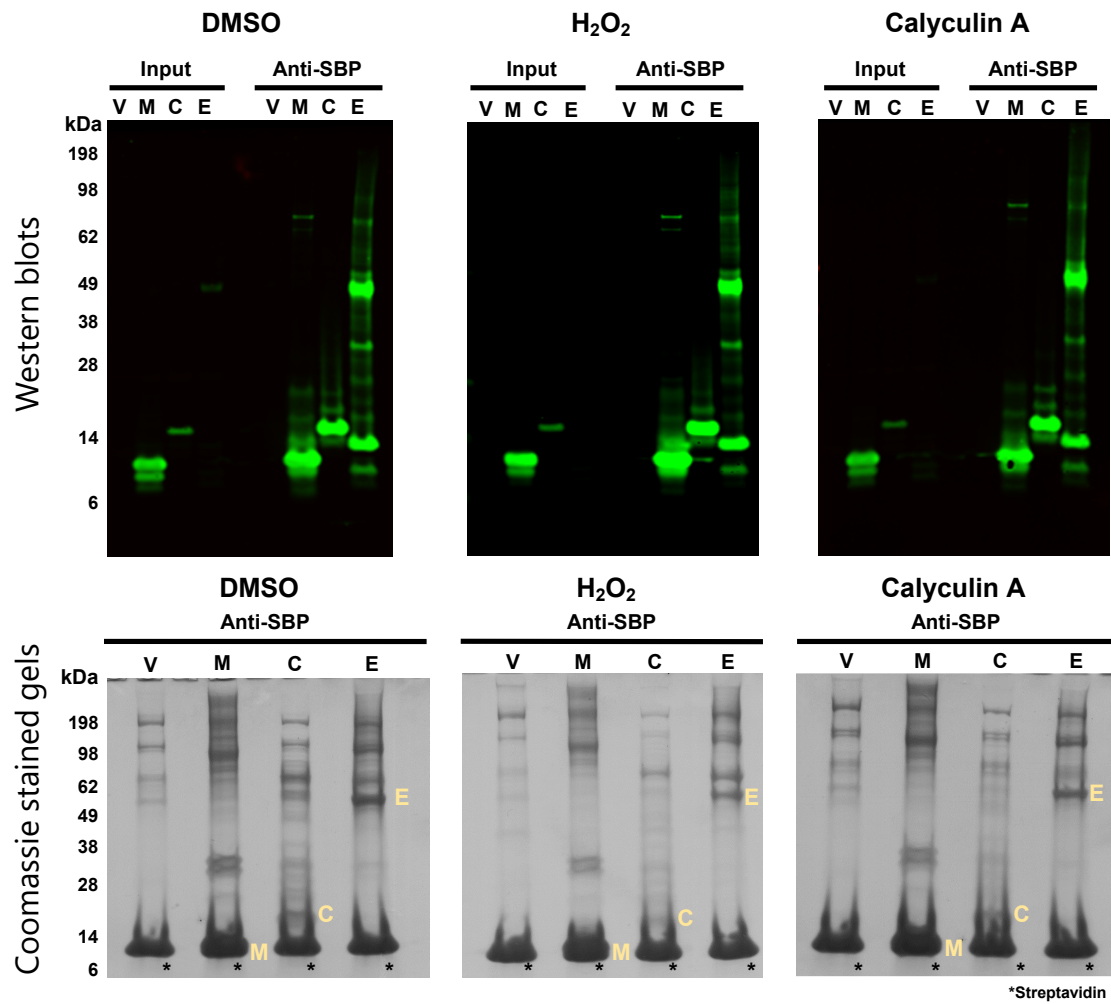 DMSO H₂O₂ Calyculin A
Input Anti-SBP Input Anti-SBP Input Anti-SBP
V M C E V M C E V M C E V M C E V M C E V M C E
kDa
198
98
62
49
38
28
14
6
Western blots
DMSO H₂O₂ Calyculin A
Anti-SBP Anti-SBP Anti-SBP
V M C E V M C E V M C E
kDa
198
98
62
49
38
28
14
6
Coomassie stained gels
E E E
C C C
M M M
* * * * * * * * * * * *
*Streptavidin